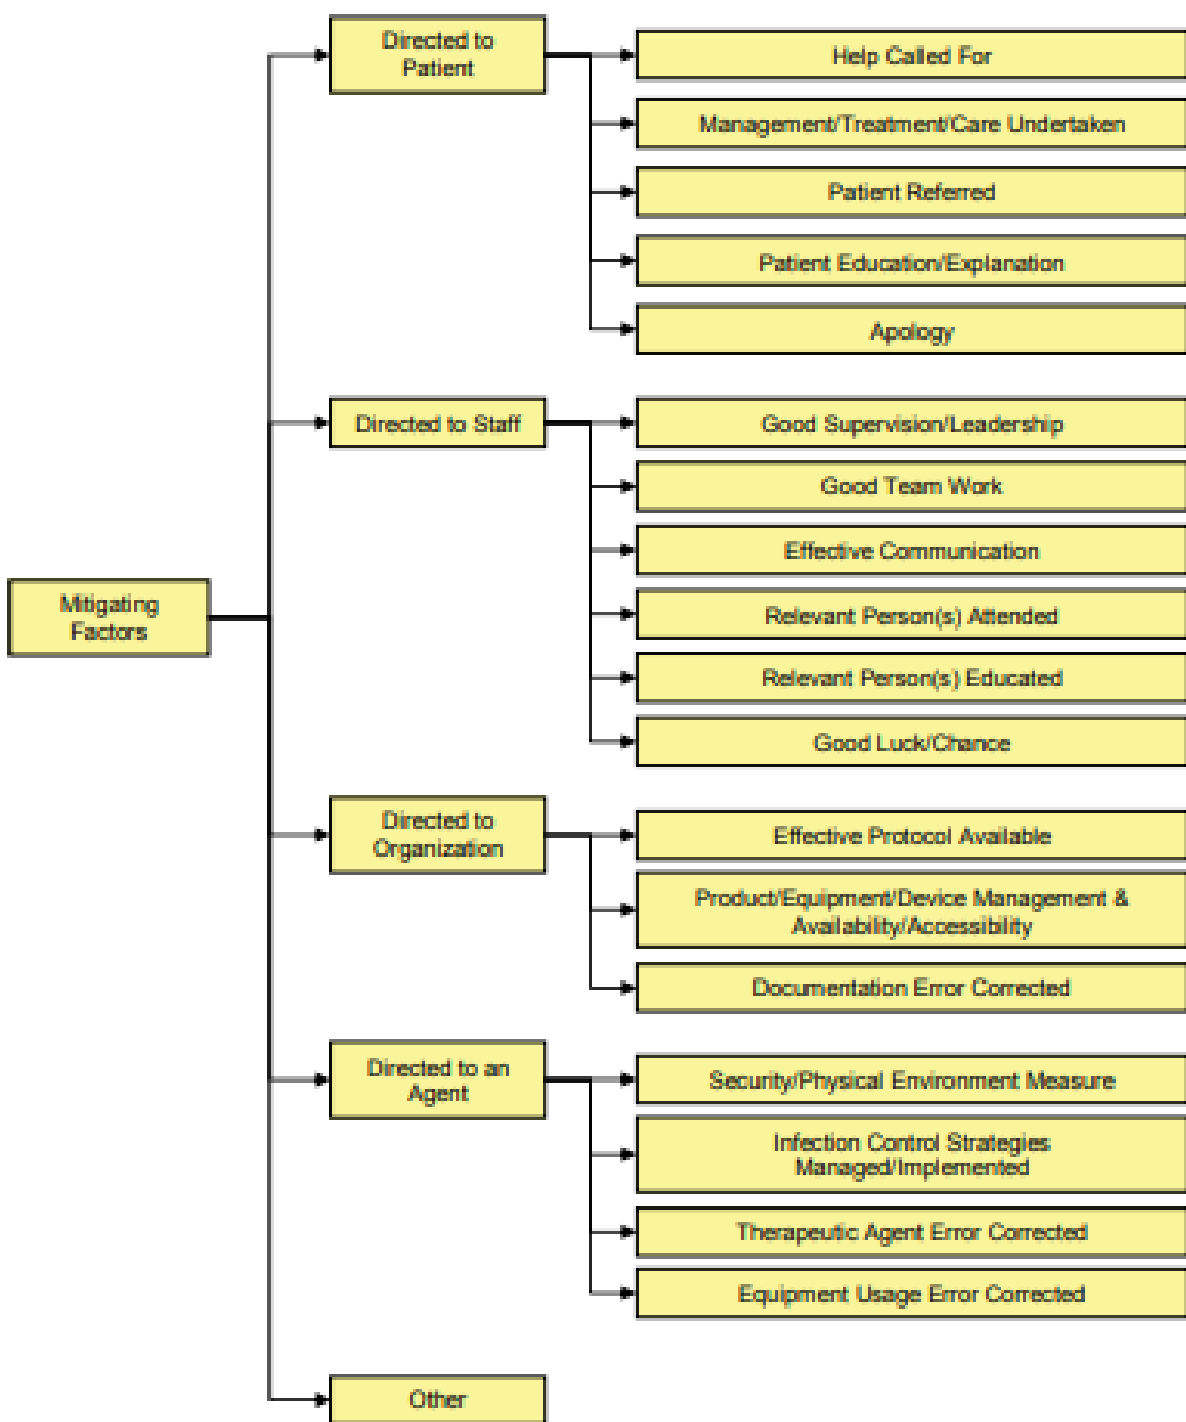 Directed to
Patient
Help Called For
Management/Treatment/Care Undertaken
Patient Referred
Patient Education/Explanation
Apology
Directed to Staff
Good Supervision/Leadership
Good Team Work
Effective Communication
Relevant Person(s) Attended
Relevant Person(s) Educated
Good Luck/Chance
Mitigating
Factors
Directed to
Organization
Effective Protocol Available
Product/Equipment/Device Management &
Availability/Accessibility
Documentation Error Corrected
Directed to an
Agent
Security/Physical Environment Measure
Infection Control Strategies
Managed/Implemented
Therapeutic Agent Error Corrected
Equipment Usage Error Corrected
Other